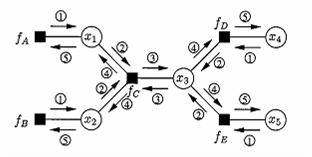 ① ⑤ f_D ⑤
f_A x_1 ② ④ x_4
⑤ ④ ③ ② ①
f_C x_3
① ② ③ ④ ⑤
f_B x_2 ④ ② f_E x_5
⑤ ①